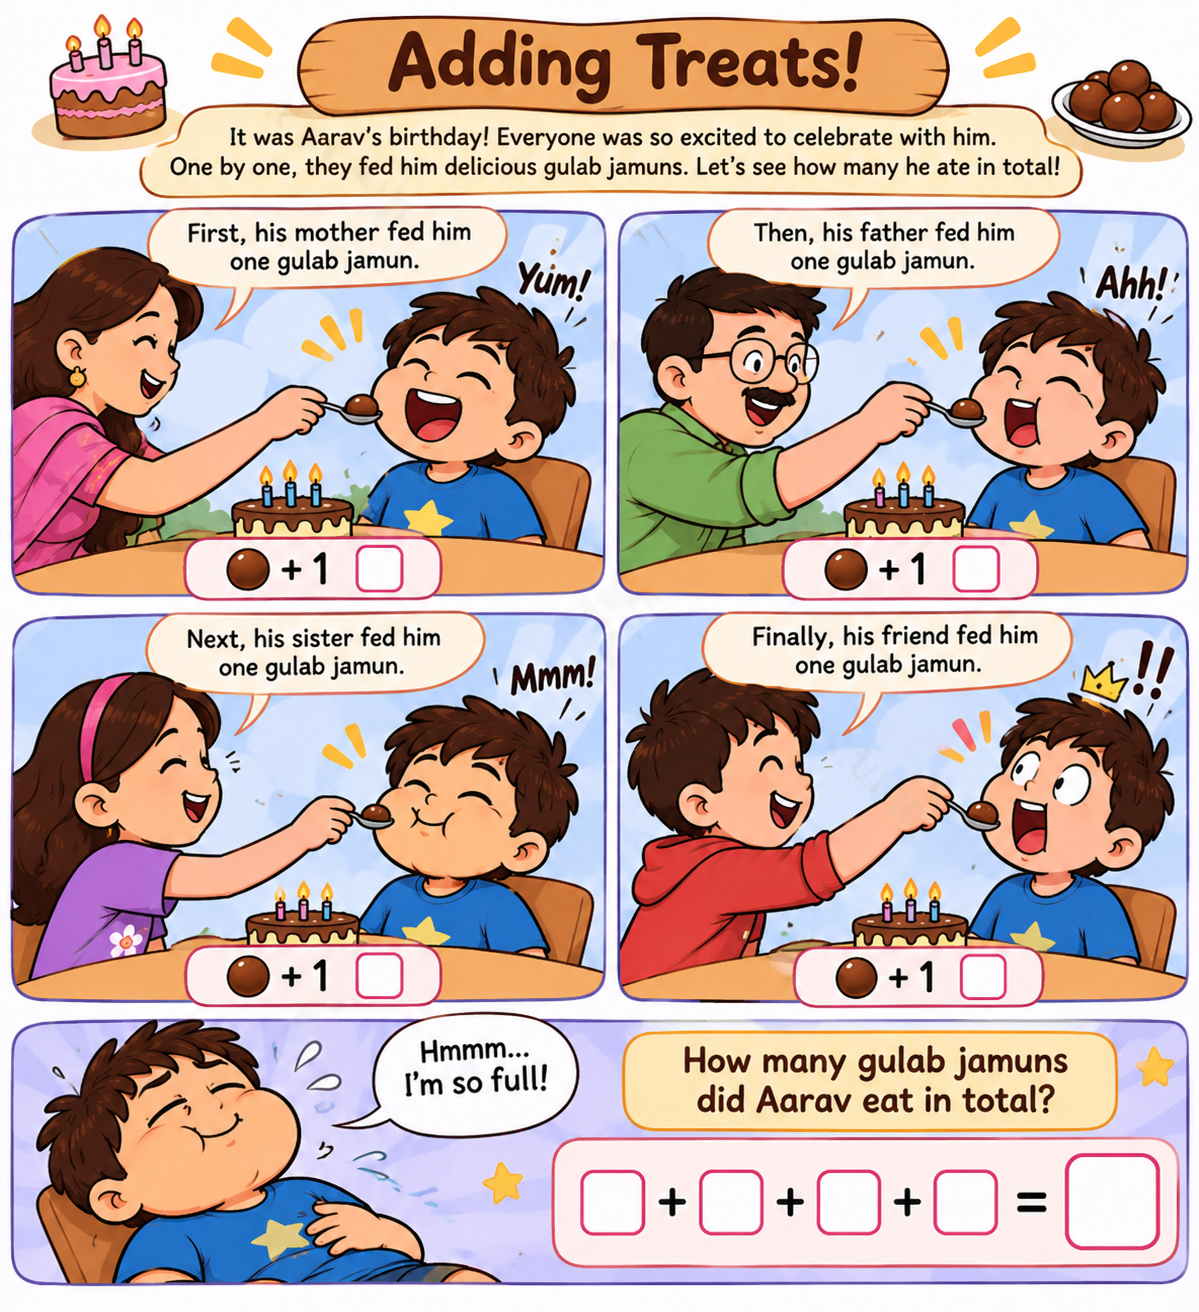 Adding Treats!
It was Aarav's birthday! Everyone was so excited to celebrate with him.
One by one, they fed him delicious gulab jamuns. Let's see how many he ate in total!
First, his mother fed him
one gulab jamun.
Yum!
+ 1
Then, his father fed him
one gulab jamun.
Ahh!
+ 1
Next, his sister fed him
one gulab jamun.
Mmm!
+ 1
Finally, his friend fed him
one gulab jamun.
!!
+ 1
Hmmm...
I'm so full!
How many gulab jamuns
did Aarav eat in total?
+ + + =